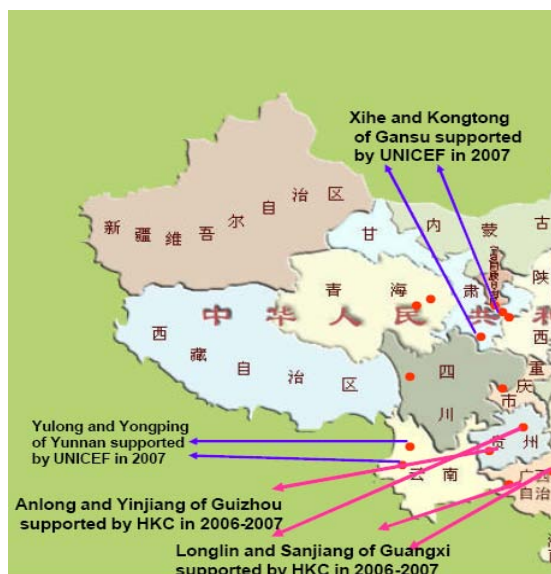 Xihe and Kongtong
of Gansu supported
by UNICEF in 2007
新疆维吾尔自治区
甘肃
内蒙古
青海
陕西
中华人民共和
西藏自治区
四川
重庆市
Yulong and Yongping
of Yunnan supported
by UNICEF in 2007
云南
贵州
广西
自治
Anlong and Yinjiang of Guizhou
supported by HKC in 2006-2007
Longlin and Sanjiang of Guangxi
supported by HKC in 2006-2007